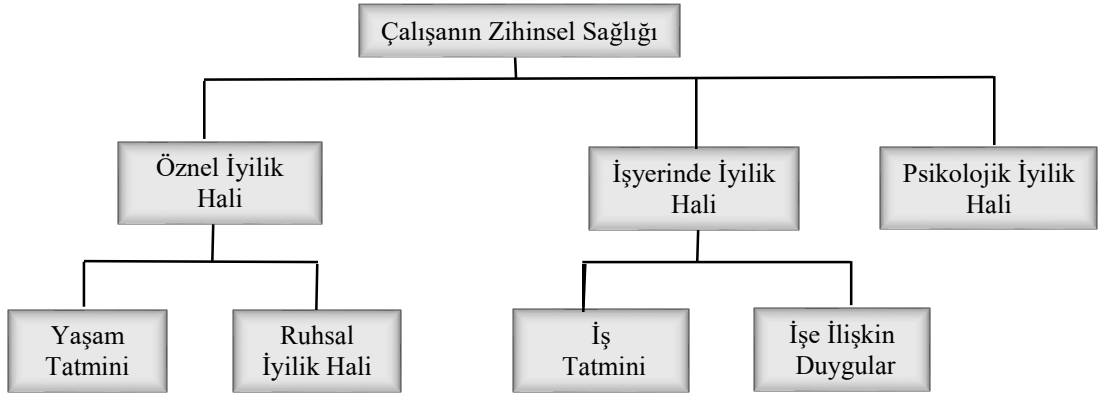 Çalışanın Zihinsel Sağlığı
Öznel İyilik
Hali
İşyerinde İyilik
Hali
Psikolojik İyilik
Hali
Yaşam
Tatmini
Ruhsal
İyilik Hali
İş
Tatmini
İşe İlişkin
Duygular